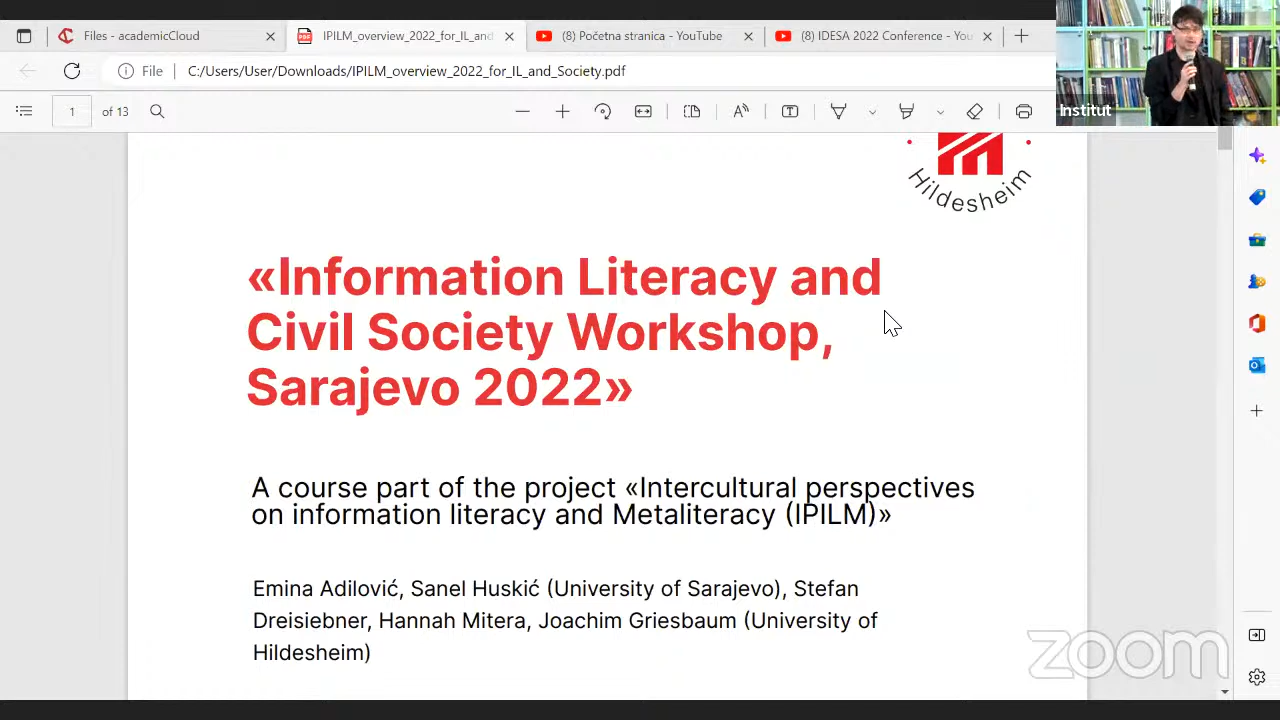 Files - academicCloud
IPILM_overview_2022_for_IL_and
(8) Početna stranica - YouTube
(8) IDESA 2022 Conference - You
File
C:/Users/User/Downloads/IPILM_overview_2022_for_IL_and_Society.pdf
1 of 13
Institut
Hildesheim
«Information Literacy and
Civil Society Workshop,
Sarajevo 2022»
A course part of the project «Intercultural perspectives
on information literacy and Metaliteracy (IPILM)»
Emina Adilović, Sanel Huskić (University of Sarajevo), Stefan
Dreisiebner, Hannah Mitera, Joachim Griesbaum (University of
Hildesheim)
zoom